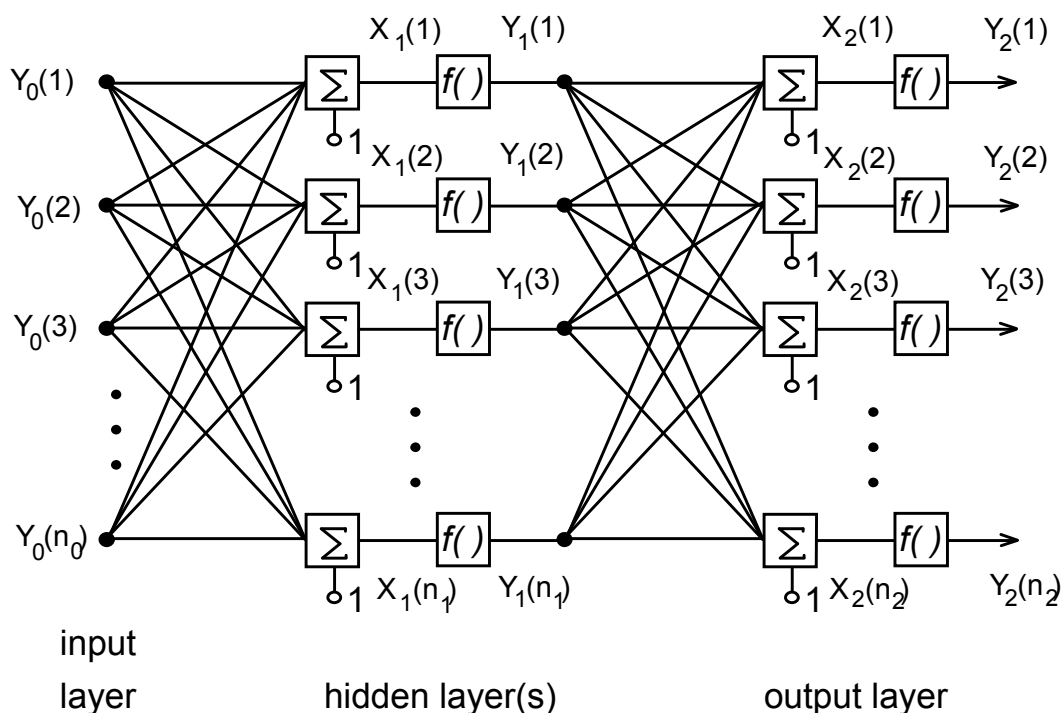 X₁(1) Y₁(1) X₂(1) Y₂(1)
Y₀(1) Σ f() Σ f()
1 1
X₁(2) Y₁(2) X₂(2) Y₂(2)
Y₀(2) Σ f() Σ f()
1 1
X₁(3) Y₁(3) X₂(3) Y₂(3)
Y₀(3) Σ f() Σ f()
1 1
Y₀(n₀) Σ f() Σ f()
1 X₁(n₁) Y₁(n₁) 1 X₂(n₂) Y₂(n₂)
input
layer hidden layer(s) output layer